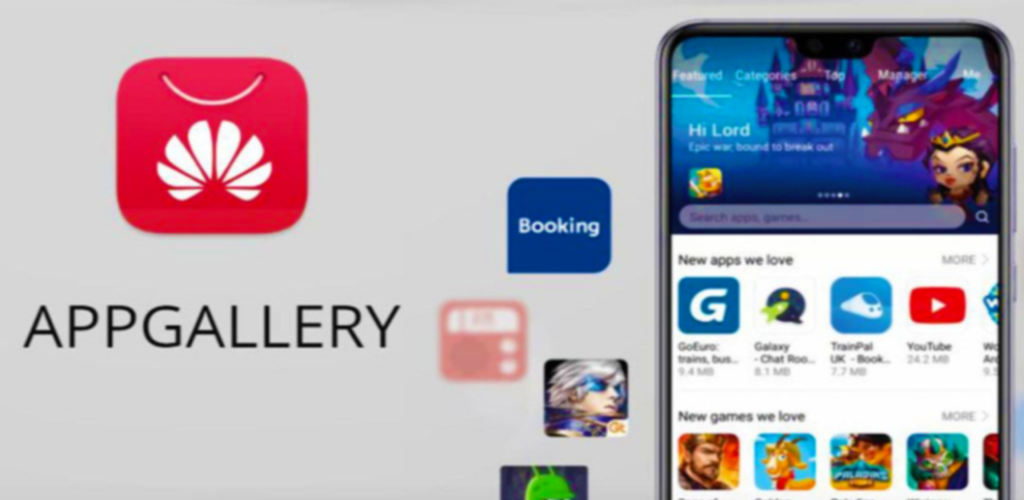 APPGALLERY
Booking
Gt
Featured Categories Top Manager Me
Hi Lord
Epic war, bound to break out
Search apps, games...
New apps we love MORE
GoEuro: trains, bus... 9.4 MB
Galaxy - Chat Roo... 8.1 MB
TrainPal UK - Book... 7.7 MB
YouTube 24.2 MB
New games we love MORE
PALADINS